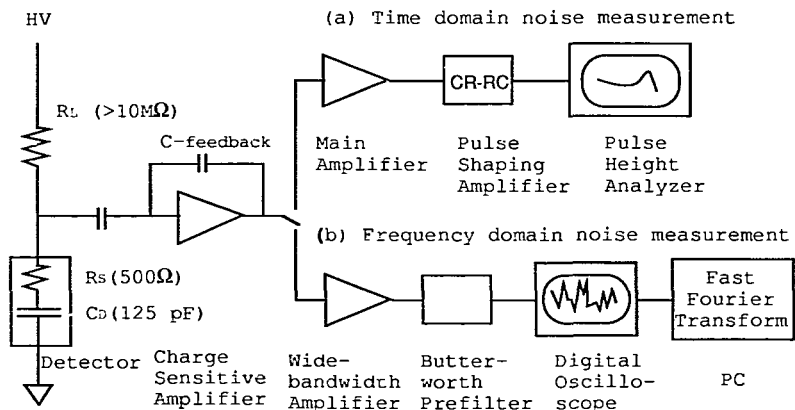 HV
(a) Time domain noise measurement
RL (>10MΩ)
C-feedback
CR-RC
Main Amplifier
Pulse Shaping Amplifier
Pulse Height Analyzer
(b) Frequency domain noise measurement
RS(500Ω)
CD(125 pF)
Fast Fourier Transform
Detector
Charge Sensitive Amplifier
Wide-bandwidth Amplifier
Butter-worth Prefilter
Digital Oscillo-scope
PC